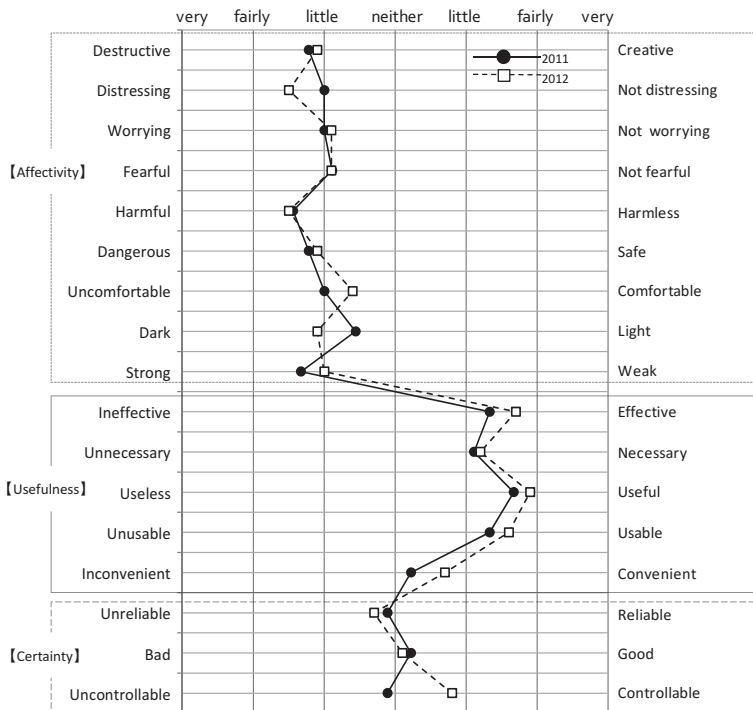 very fairly little neither little fairly very
Destructive Creative
2011
2012
Distressing Not distressing
Worrying Not worrying
【Affectivity】 Fearful Not fearful
Harmful Harmless
Dangerous Safe
Uncomfortable Comfortable
Dark Light
Strong Weak
Ineffective Effective
Unnecessary Necessary
【Usefulness】 Useless Useful
Unusable Usable
Inconvenient Convenient
Unreliable Reliable
【Certainty】 Bad Good
Uncontrollable Controllable